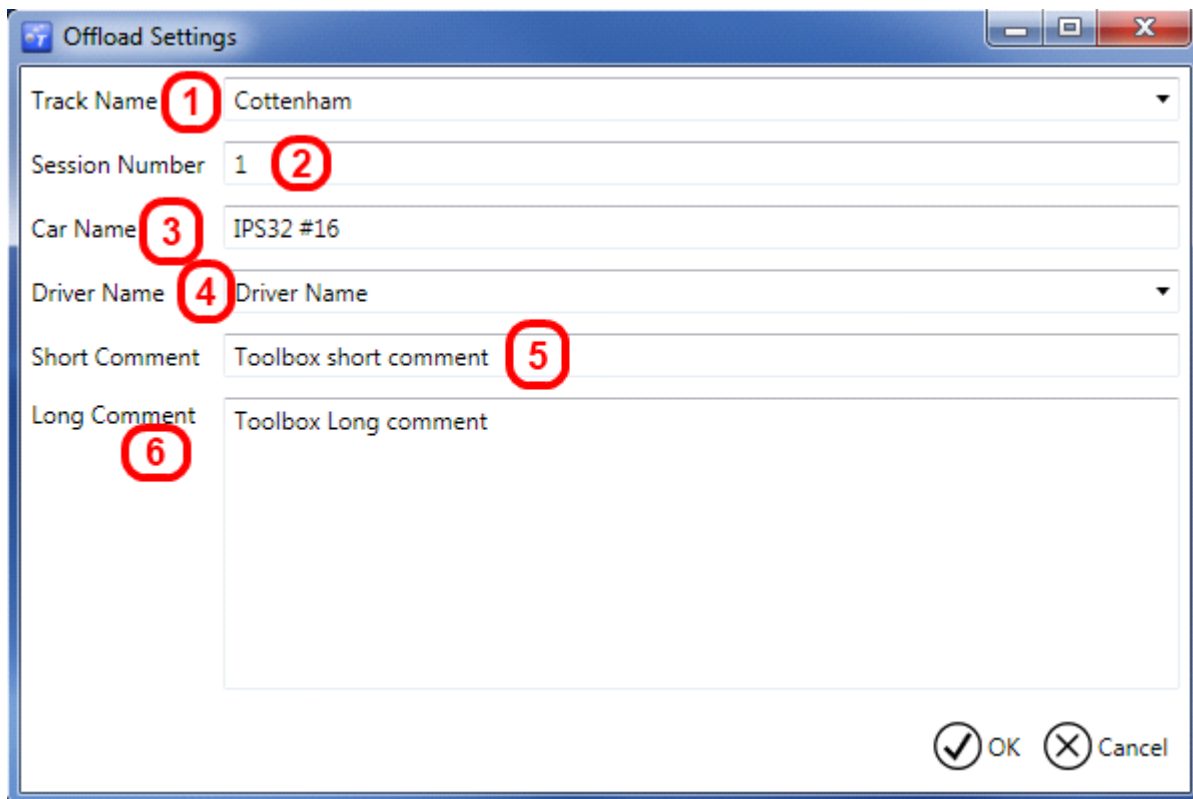 Offload Settings
Track Name 1 Cottenham
Session Number 1 2
Car Name 3 IPS32 #16
Driver Name 4 Driver Name
Short Comment Toolbox short comment 5
Long Comment Toolbox Long comment
6
OK Cancel